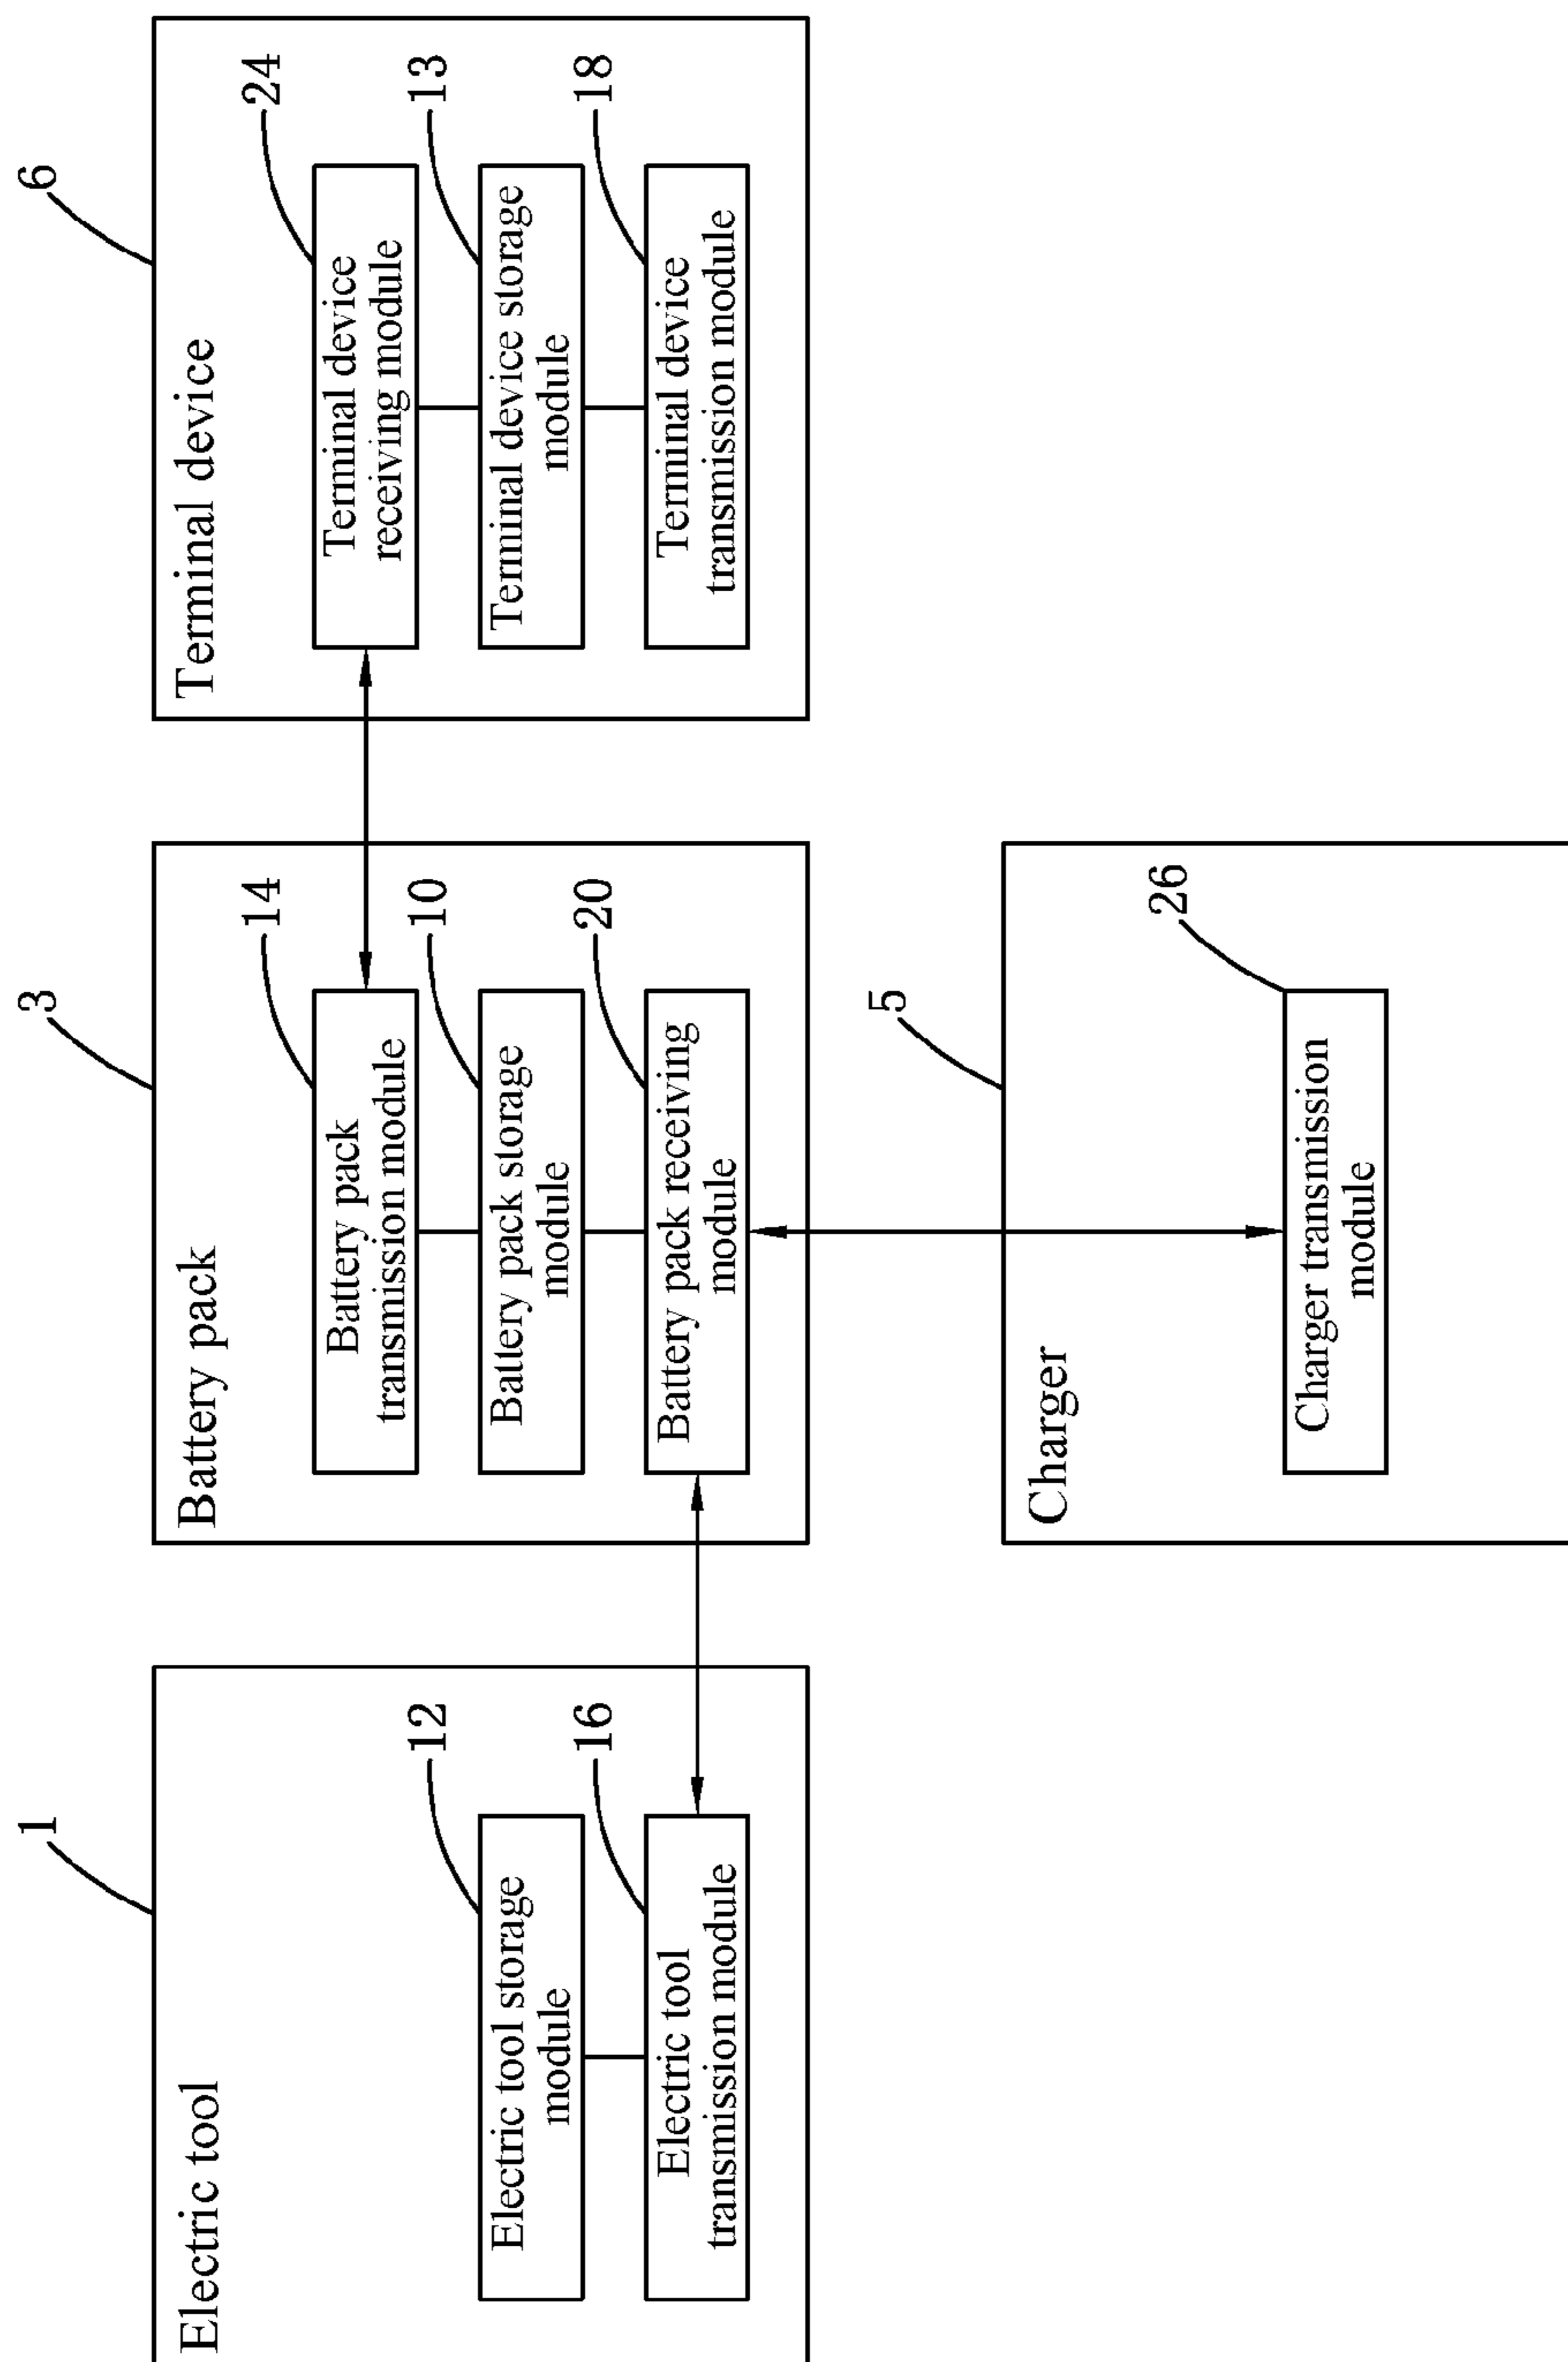 1
Electric tool
12
Electric tool storage
module
16
Electric tool
transmission module
3
Battery pack
14
Battery pack
transmission module
10
Battery pack storage
module
20
Battery pack receiving
module
6
Terminal device
24
Terminal device
receiving module
13
Terminal device storage
module
18
Terminal device
transmission module
5
Charger
26
Charger transmission
module